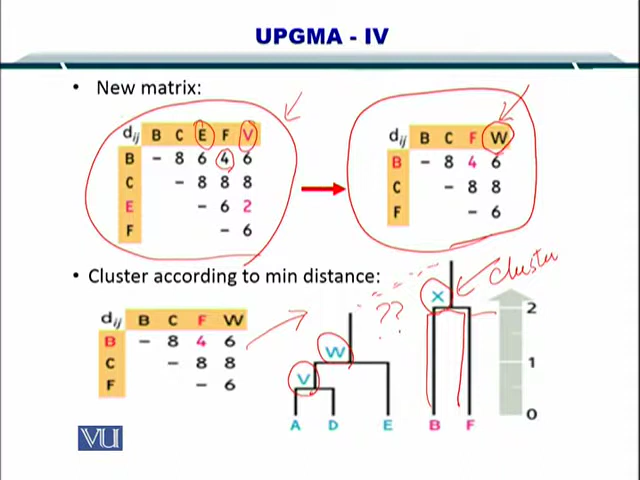 UPGMA - IV
• New matrix:
dij B C E F V
B - 8 6 4 6
C - 8 8 8
E - 6 2
F - 6
dij B C F W
B - 8 4 6
C - 8 8
F - 6
• Cluster according to min distance:
cluster
dij B C F W
B - 8 4 6
C - 8 8
F - 6
??
X
2
W
1
V
0
A D E B F
VU